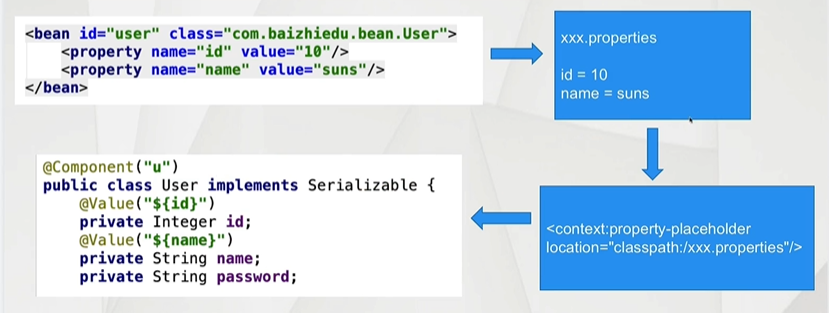 <bean id="user" class="com.baizhiedu.bean.User">
<property name="id" value="10"/>
<property name="name" value="suns"/>
</bean>
xxx.properties
id = 10
name = suns
<context:property-placeholder
location="classpath:/xxx.properties"/>
@Component("u")
public class User implements Serializable {
@Value("${id}")
private Integer id;
@Value("${name}")
private String name;
private String password;